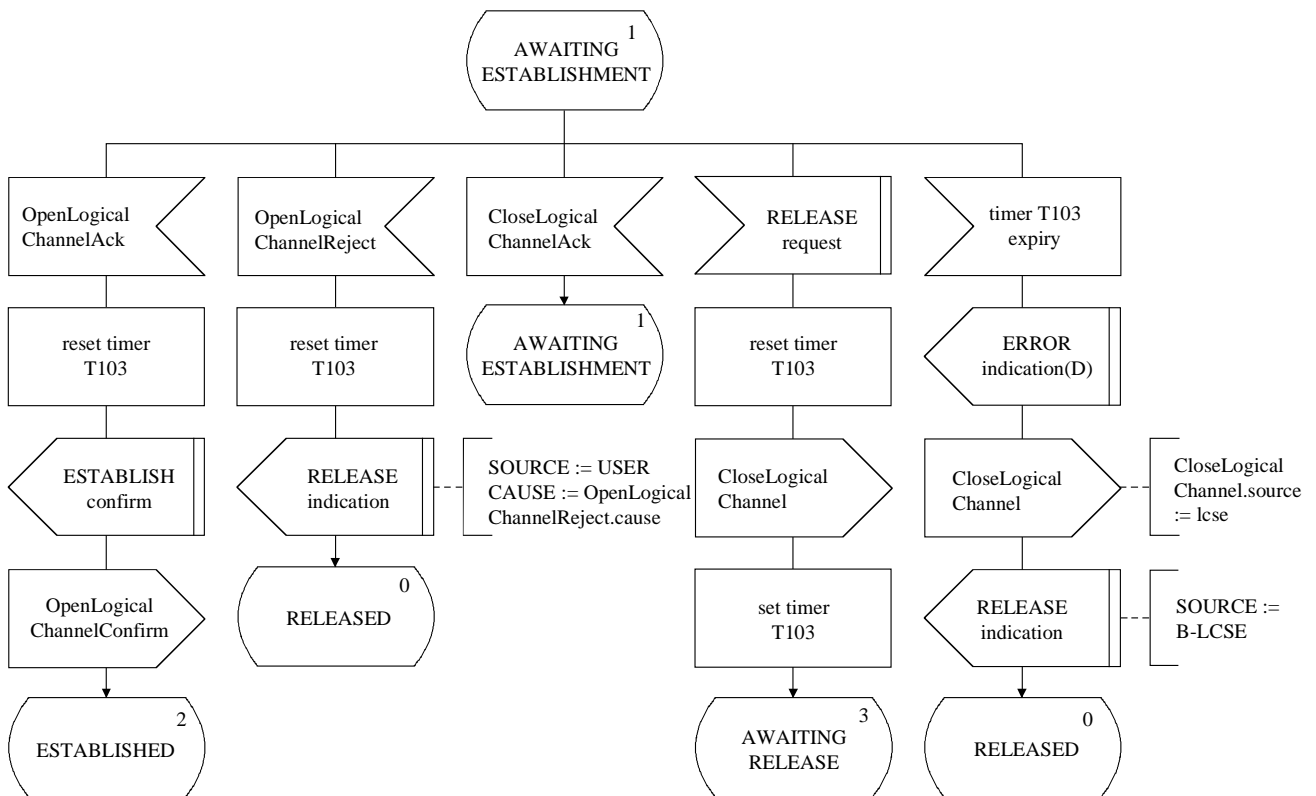 1
AWAITING
ESTABLISHMENT
OpenLogical
ChannelAck
OpenLogical
ChannelReject
CloseLogical
ChannelAck
RELEASE
request
timer T103
expiry
reset timer
T103
reset timer
T103
1
AWAITING
ESTABLISHMENT
reset timer
T103
ERROR
indication(D)
ESTABLISH
confirm
RELEASE
indication
SOURCE := USER
CAUSE := OpenLogical
ChannelReject.cause
CloseLogical
Channel
CloseLogical
Channel
CloseLogical
Channel.source
:= lcse
OpenLogical
ChannelConfirm
0
RELEASED
set timer
T103
RELEASE
indication
SOURCE :=
B-LCSE
2
ESTABLISHED
3
AWAITING
RELEASE
0
RELEASED